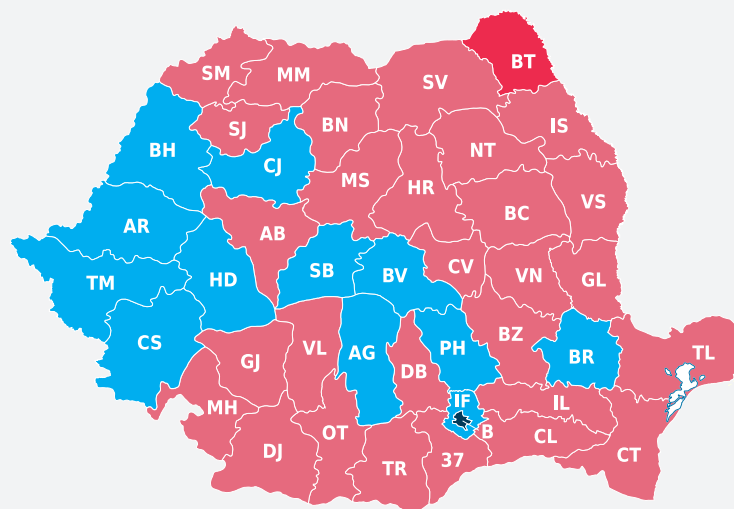 BT
SM
MM
SV
SJ
BN
IS
BH
CJ
NT
MS
HR
VS
BC
AR
AB
TM
HD
SB
BV
CV
VN
GL
CS
GJ
VL
AG
DB
PH
BZ
BR
TL
MH
IF
IL
OT
B
CL
DJ
TR
37
CT